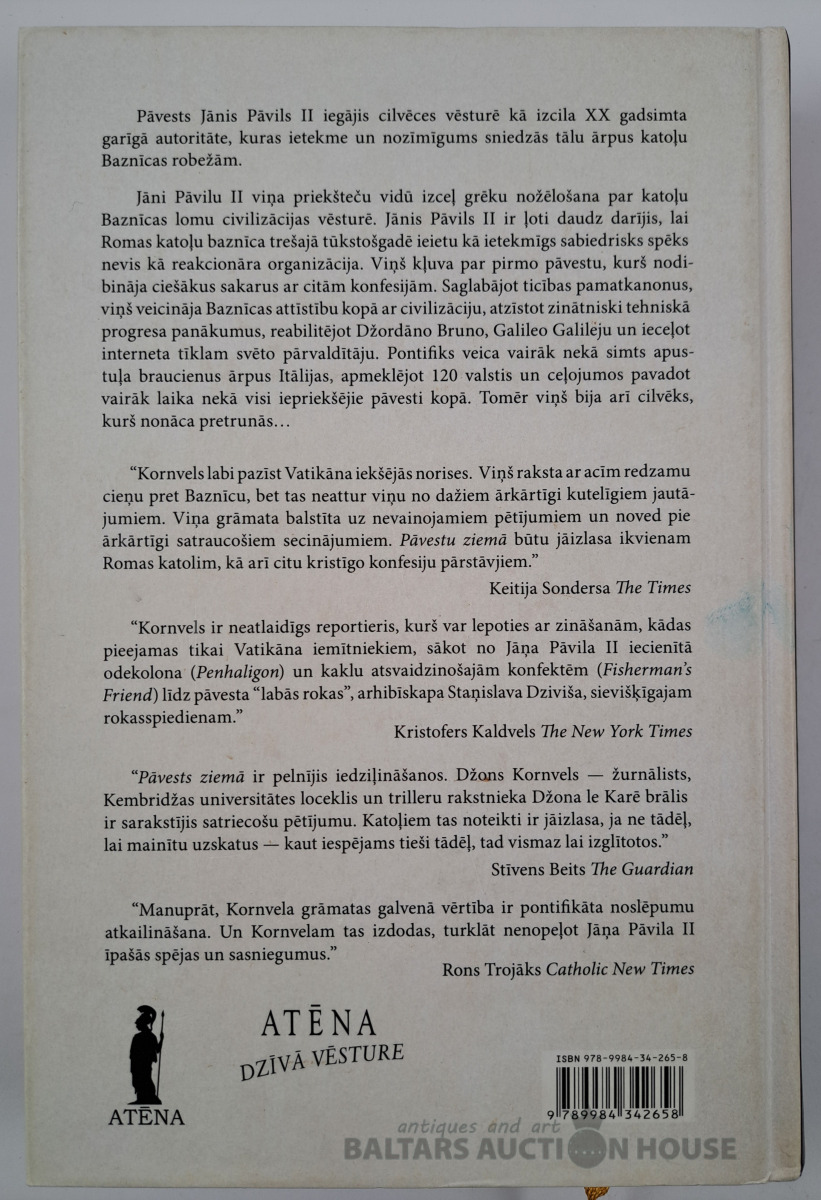 Pāvests Jānis Pāvils II iegājis cilvēces vēsturē kā izcila XX gadsimta
garīgā autoritāte, kuras ietekme un nozīmīgums sniedzās tālu ārpus katoļu
Baznīcas robežām.
Jāni Pāvilu II viņa priekšteču vidū izceļ grēku nožēlošana par katoļu
Baznīcas lomu civilizācijas vēsturē. Jānis Pāvils II ir ļoti daudz darījis, lai
Romas katoļu baznīca trešajā tūkstošgadē ieietu kā ietekmīgs sabiedrisks spēks
nevis kā reakcionāra organizācija. Viņš kļuva par pirmo pāvestu, kurš nodi-
bināja ciešākus sakarus ar citām konfesijām. Saglabājot ticības pamatkanonus,
viņš veicināja Baznīcas attīstību kopā ar civilizāciju, atzīstot zinātniski tehniskā
progresa panākumus, reabilitējot Džordāno Bruno, Galileo Galilēju un ieceļot
interneta tīklam svēto pārvaldītāju. Pontifiks veica vairāk nekā simts apus-
tuļa braucienus ārpus Itālijas, apmeklējot 120 valstis un ceļojumos pavadot
vairāk laika nekā visi iepriekšējie pāvesti kopā. Tomēr viņš bija arī cilvēks,
kurš nonāca pretrunās…
“Kornvels labi pazīst Vatikāna iekšējās norises. Viņš raksta ar acīm redzamu
cieņu pret Baznīcu, bet tas neattur viņu no dažiem ārkārtīgi kutelīgiem jautā-
jumiem. Viņa grāmata balstīta uz nevainojamiem pētījumiem un noved pie
ārkārtīgi satraucošiem secinājumiem. Pāvestu ziemā būtu jāizlasa ikvienam
Romas katolim, kā arī citu kristīgo konfesiju pārstāvjiem.”
Keitija Sondersa The Times
“Kornvels ir neatlaidīgs reportieris, kurš var lepoties ar zināšanām, kādas
pieejamas tikai Vatikāna iemītniekiem, sākot no Jāņa Pāvila II iecienītā
odekolona (Penhaligon) un kaklu atsvaidzinošajām konfektēm (Fisherman’s
Friend) līdz pāvesta “labās rokas”, arhibīskapa Staņislava Dziviša, sievišķīgajam
rokasspiedienam.”
Kristofers Kaldvels The New York Times
“Pāvests ziemā ir pelnījis iedziļināšanos. Džons Kornvels — žurnālists,
Kembridžas universitātes loceklis un trilleru rakstnieka Džona le Karē brālis
ir sarakstījis satriecošu pētījumu. Katoļiem tas noteikti ir jāizlasa, ja ne tādēļ,
lai mainītu uzskatus — kaut iespējams tieši tādēļ, tad vismaz lai izglītotos.”
Stīvens Beits The Guardian
“Manuprāt, Kornvela grāmatas galvenā vērtība ir pontifikāta noslēpumu
atkailināšana. Un Kornvelam tas izdodas, turklāt nenopeļot Jāņa Pāvila II
īpašās spējas un sasniegumus.”
Rons Trojāks Catholic New Times
ATĒNA
DZĪVĀ VĒSTURE
ATĒNA
ISBN 978-9984-34-265-8
9 789984 342658
antiques and art
BALTARS AUCTION HOUSE